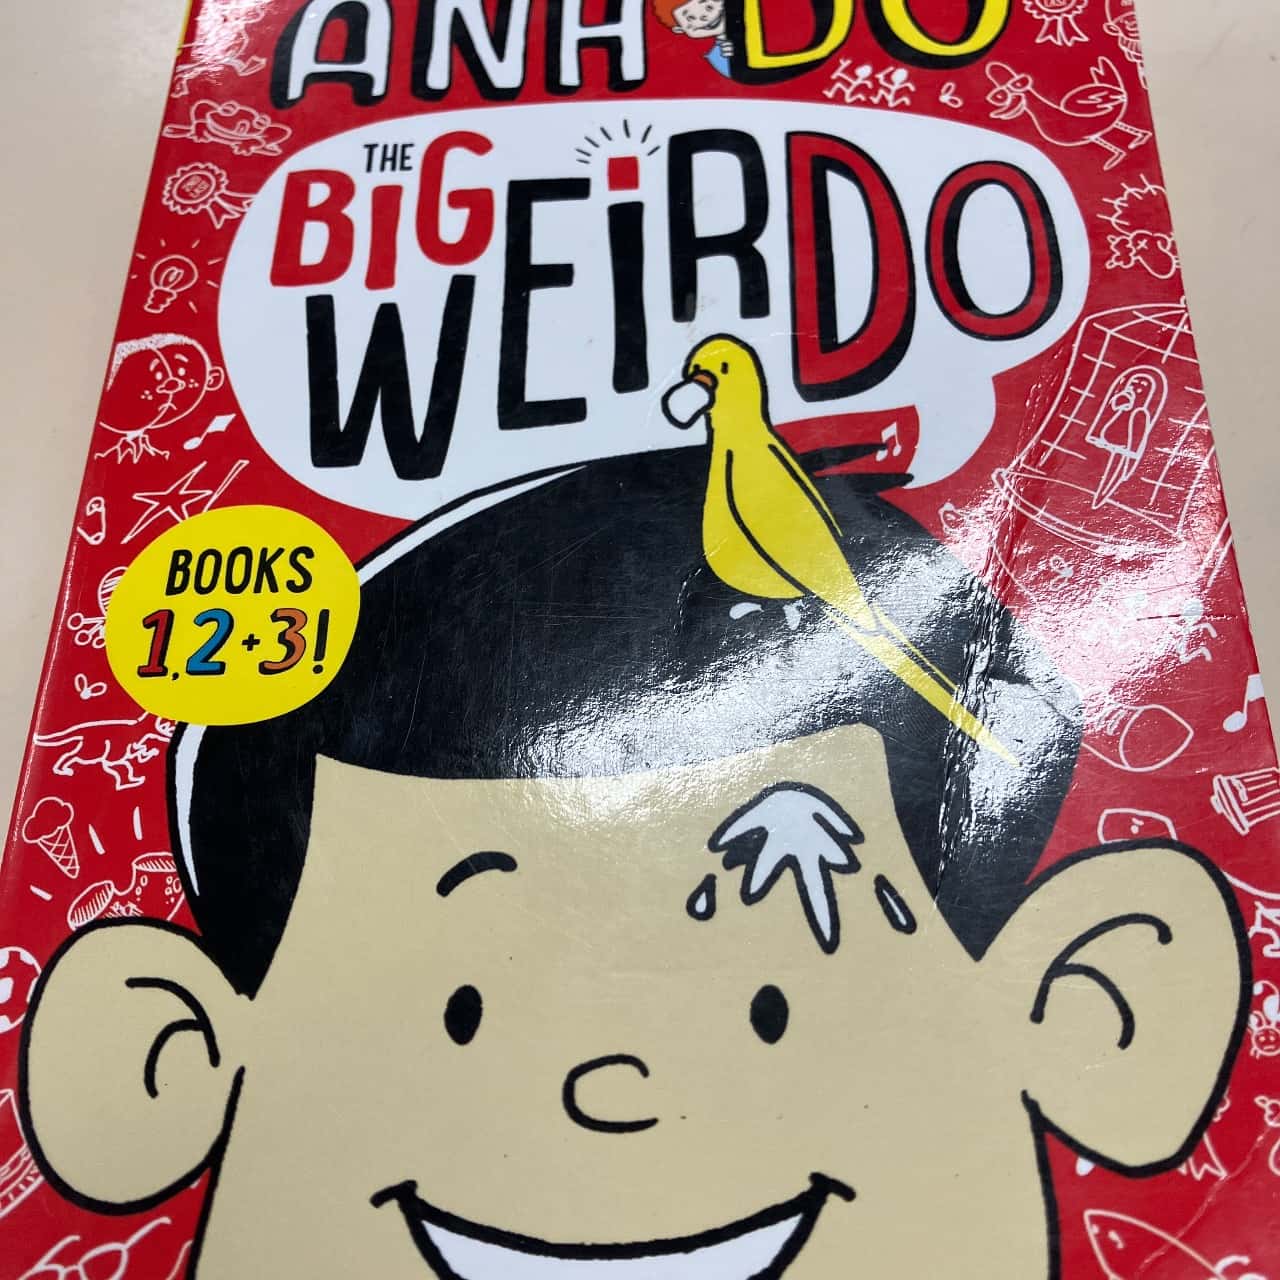 ANH DO
THE
BiG
WEiRDO
BOOKS
1,2+3!